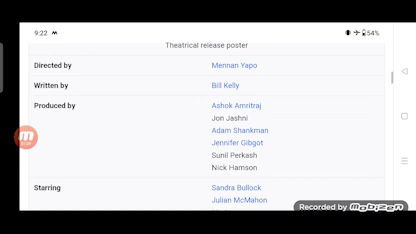 9:22 M 54%
Theatrical release poster
Directed by Mennan Yapo
Written by Bill Kelly
Produced by Ashok Amritraj
Jon Jashni
Adam Shankman
Jennifer Gibgot
Sunil Perkash
Nick Hamson
Starring Sandra Bullock
Julian McMahon
Recorded by Mobizen